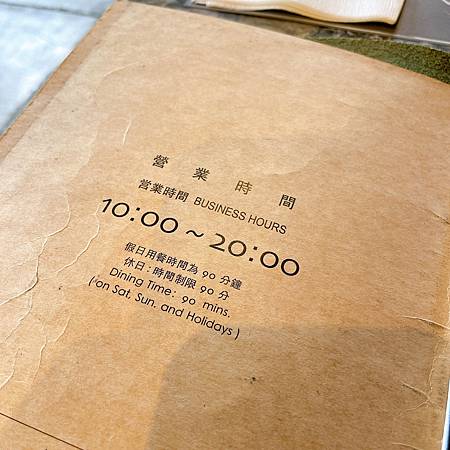 營業時間
営業時間 BUSINESS HOURS
10:00 ~ 20:00
假日用餐時間為 90 分鐘
休日：時間制限 90 分
Dining Time: 90 mins.
( on Sat, Sun, and Holidays )